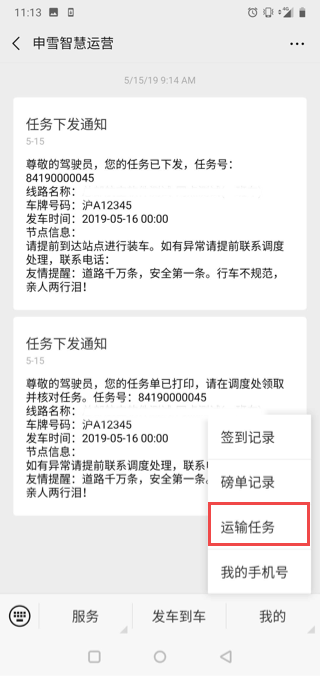 11:13
4G
申雪智慧运营
5/15/19 9:14 AM
任务下发通知
5-15
尊敬的驾驶员，您的任务已下发，任务号：
84190000045
线路名称：
车牌号码：沪A12345
发车时间：2019-05-16 00:00
节点信息：
请提前到达站点进行装车。如有异常请提前联系调度
处理，联系电话：
友情提醒：道路千万条，安全第一条。行车不规范，
亲人两行泪！
任务下发通知
5-15
尊敬的驾驶员，您的任务单已打印，请在调度处领取
并核对任务。任务号：84190000045
线路名称：
车牌号码：沪A12345
发车时间：2019-05-16 00:00
节点信息：
如有异常请提前联系调度处理，联系
友情提醒：道路千万条，安全第一条。
亲人两行泪！
签到记录
磅单记录
运输任务
我的手机号
服务
发车到车
我的